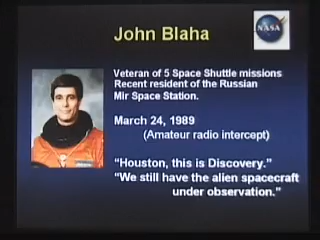 John Blaha
NASA
Veteran of 5 Space Shuttle missions
Recent resident of the Russian
Mir Space Station.
March 24, 1989
(Amateur radio intercept)
“Houston, this is Discovery.”
“We still have the alien spacecraft
under observation.”